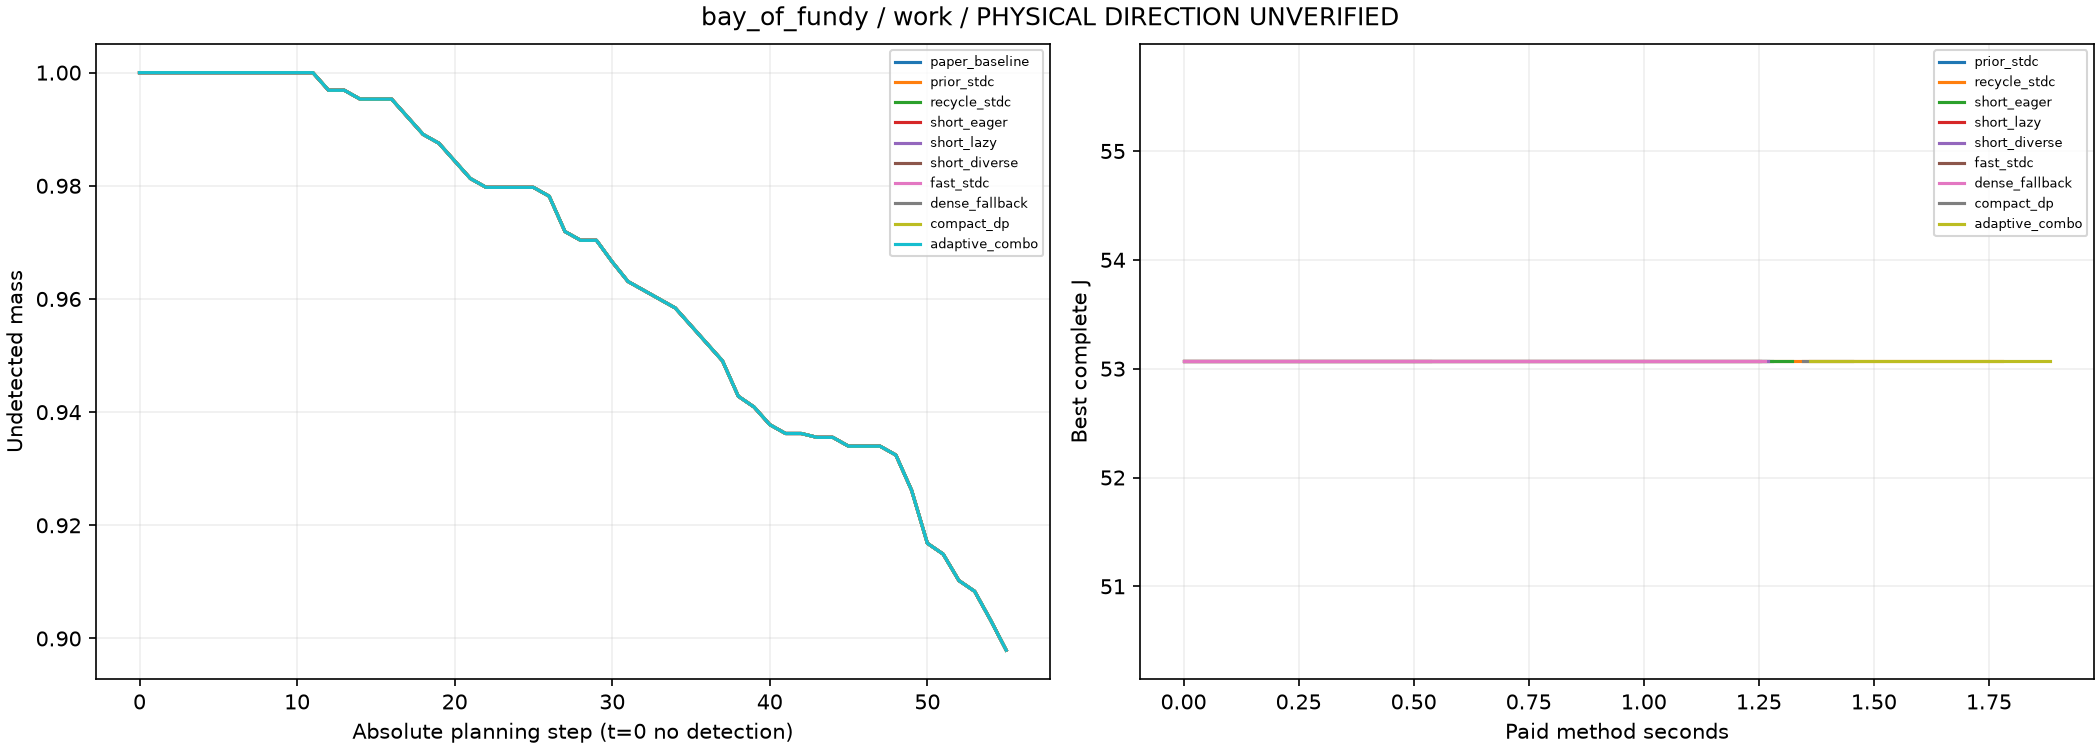 bay_of_fundy / work / PHYSICAL DIRECTION UNVERIFIED
Undetected mass
1.00
0.98
0.96
0.94
0.92
0.90
0
10
20
30
40
50
Absolute planning step (t=0 no detection)
paper_baseline
prior_stdc
recycle_stdc
short_eager
short_lazy
short_diverse
fast_stdc
dense_fallback
compact_dp
adaptive_combo
Best complete J
55
54
53
52
51
0.00
0.25
0.50
0.75
1.00
1.25
1.50
1.75
Paid method seconds
prior_stdc
recycle_stdc
short_eager
short_lazy
short_diverse
fast_stdc
dense_fallback
compact_dp
adaptive_combo